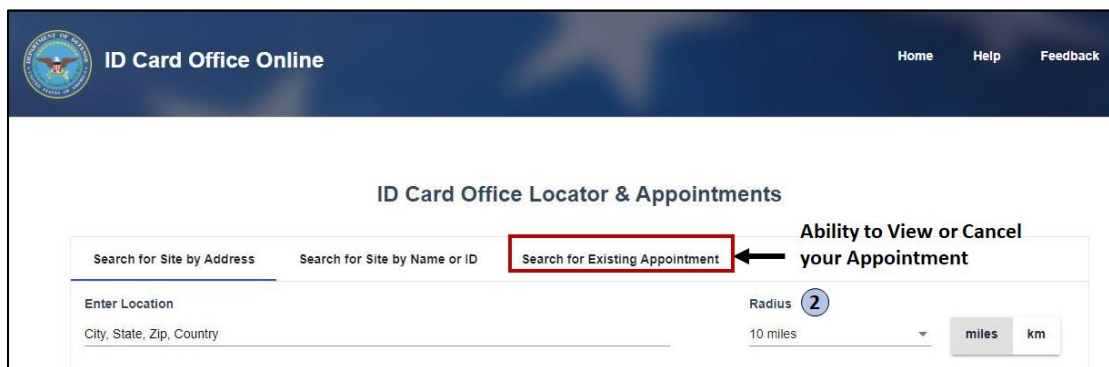 ID Card Office Online
Home Help Feedback
ID Card Office Locator & Appointments
Search for Site by Address Search for Site by Name or ID Search for Existing Appointment
Ability to View or Cancel
your Appointment
Enter Location
Radius 2
City, State, Zip, Country
10 miles miles km